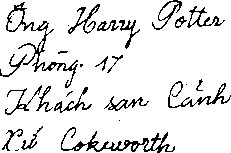 Ông Harry Potter
Phòng. 17
Khách sạn Cảnh
Xứ Cokeworth